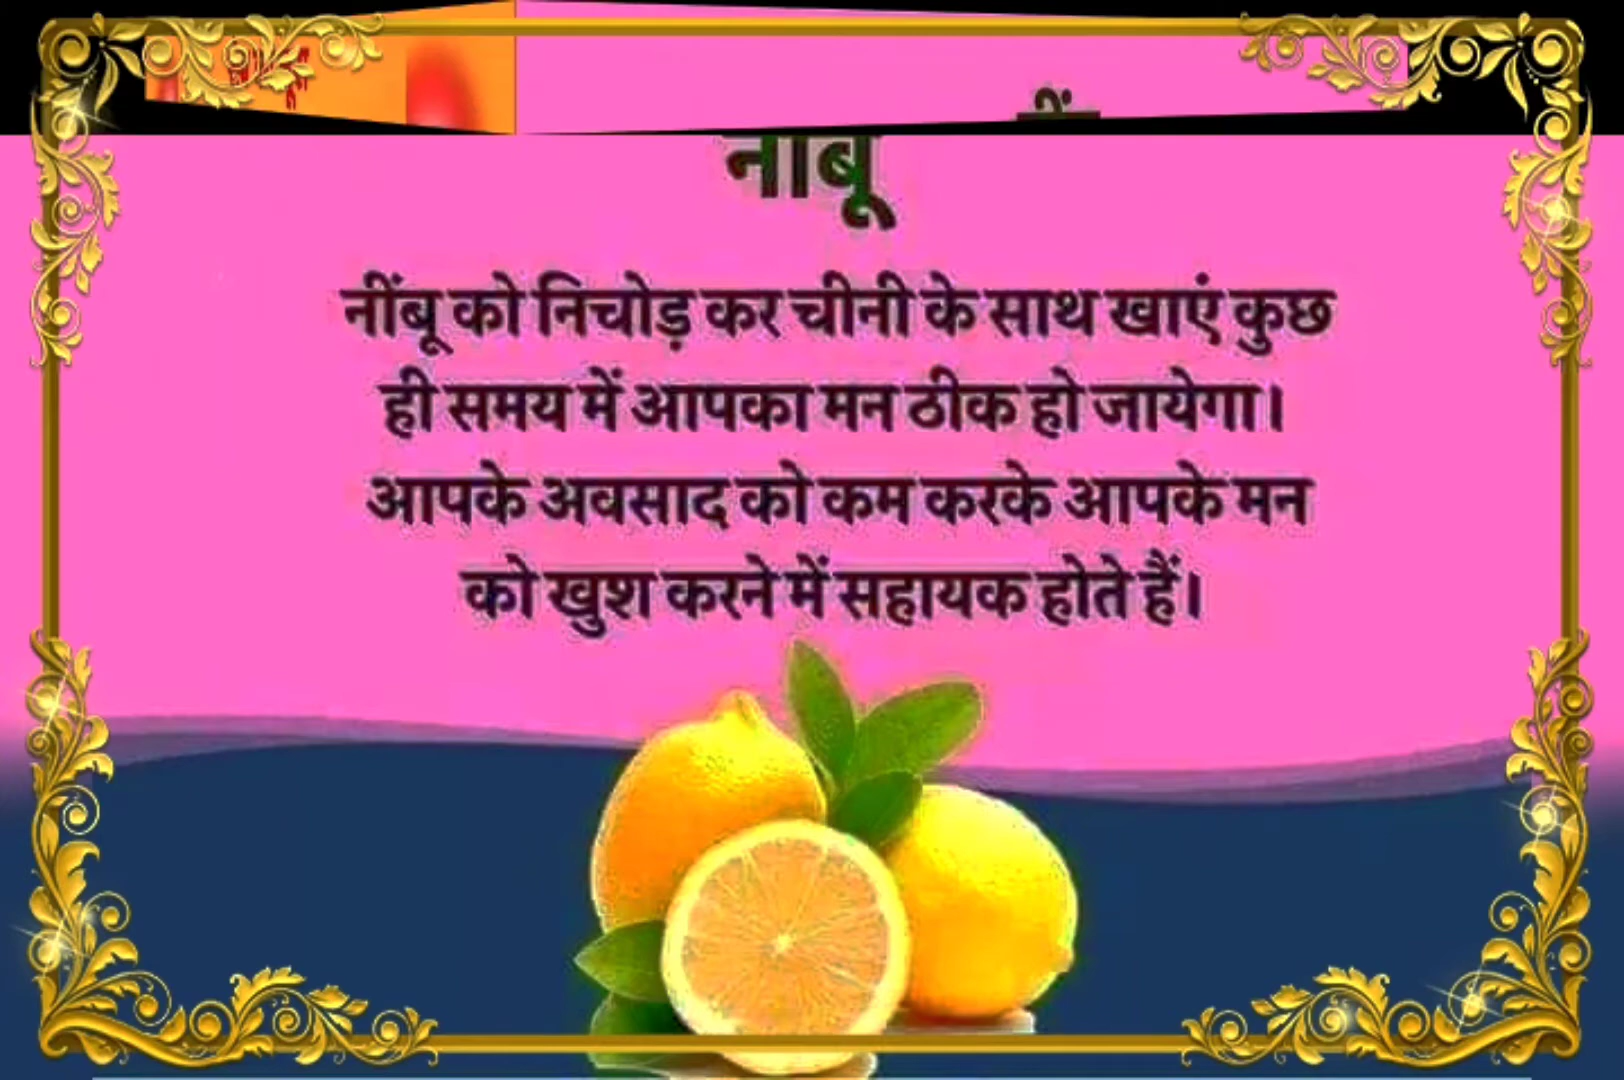 नींबू
नींबू को निचोड़ कर चीनी के साथ खाएं कुछ
ही समय में आपका मन ठीक हो जायेगा।
आपके अवसाद को कम करके आपके मन
को खुश करने में सहायक होते हैं।